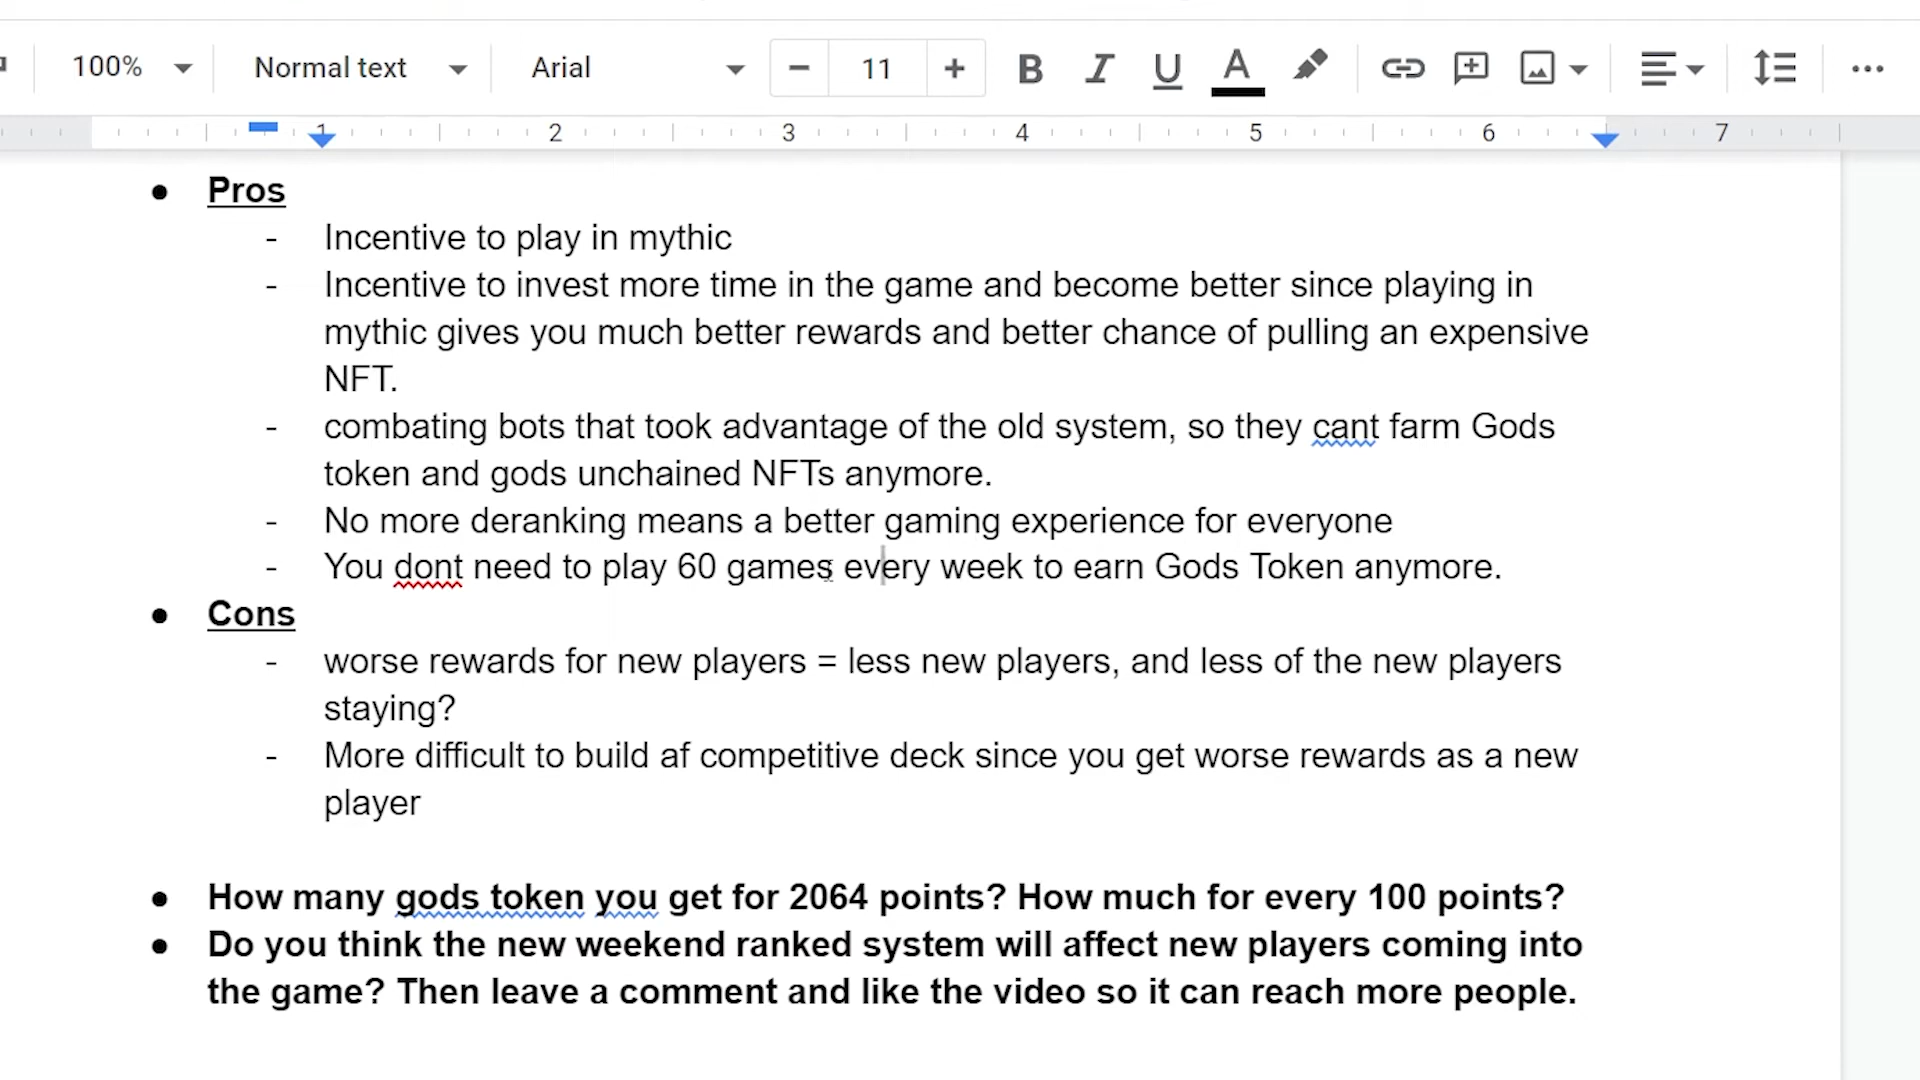 100% Normal text Arial 11 B I U A
1 2 3 4 5 6 7
● Pros
- Incentive to play in mythic
- Incentive to invest more time in the game and become better since playing in
mythic gives you much better rewards and better chance of pulling an expensive
NFT.
- combating bots that took advantage of the old system, so they cant farm Gods
token and gods unchained NFTs anymore.
- No more deranking means a better gaming experience for everyone
- You dont need to play 60 games every week to earn Gods Token anymore.
● Cons
- worse rewards for new players = less new players, and less of the new players
staying?
- More difficult to build af competitive deck since you get worse rewards as a new
player
● How many gods token you get for 2064 points? How much for every 100 points?
● Do you think the new weekend ranked system will affect new players coming into
the game? Then leave a comment and like the video so it can reach more people.